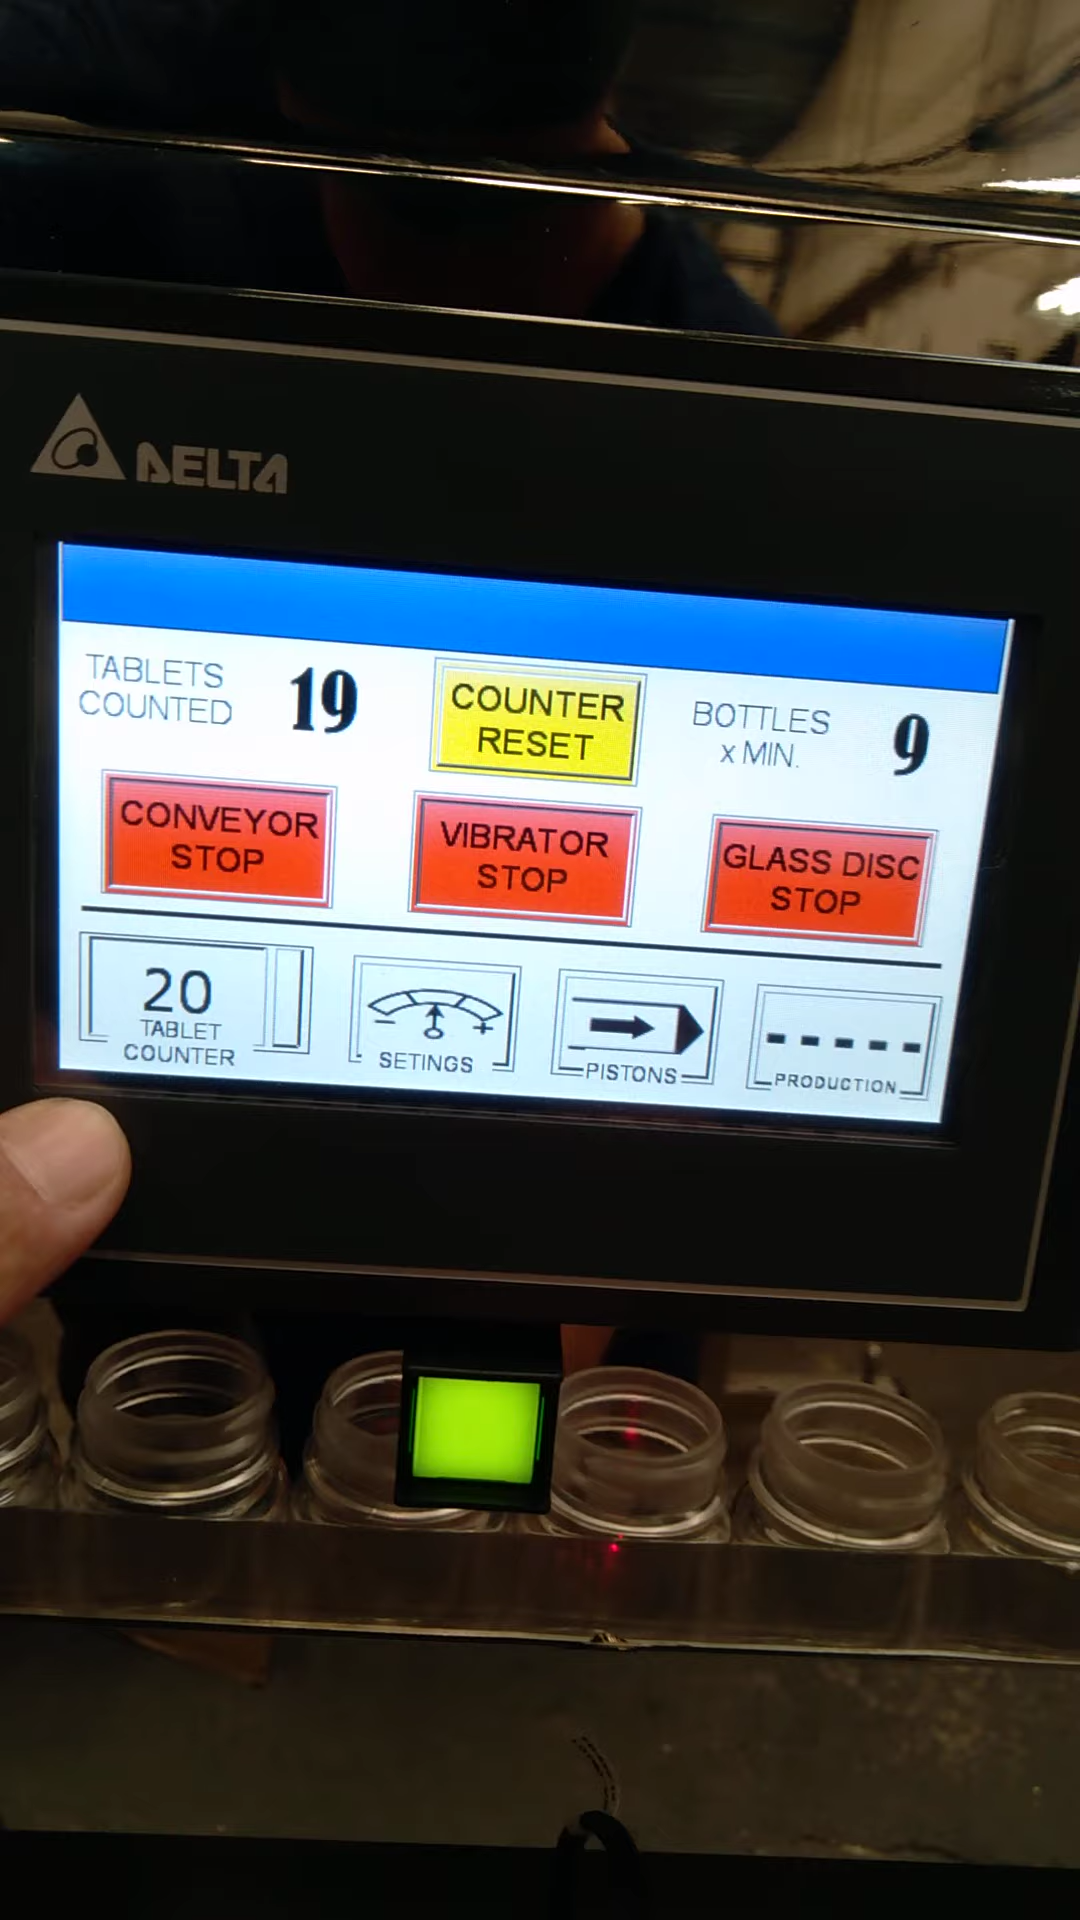 DELTA
TABLETS
COUNTED
19
COUNTER
RESET
BOTTLES
x MIN.
9
CONVEYOR
STOP
VIBRATOR
STOP
GLASS DISC
STOP
20
TABLET
COUNTER
SETINGS
PISTONS
PRODUCTION